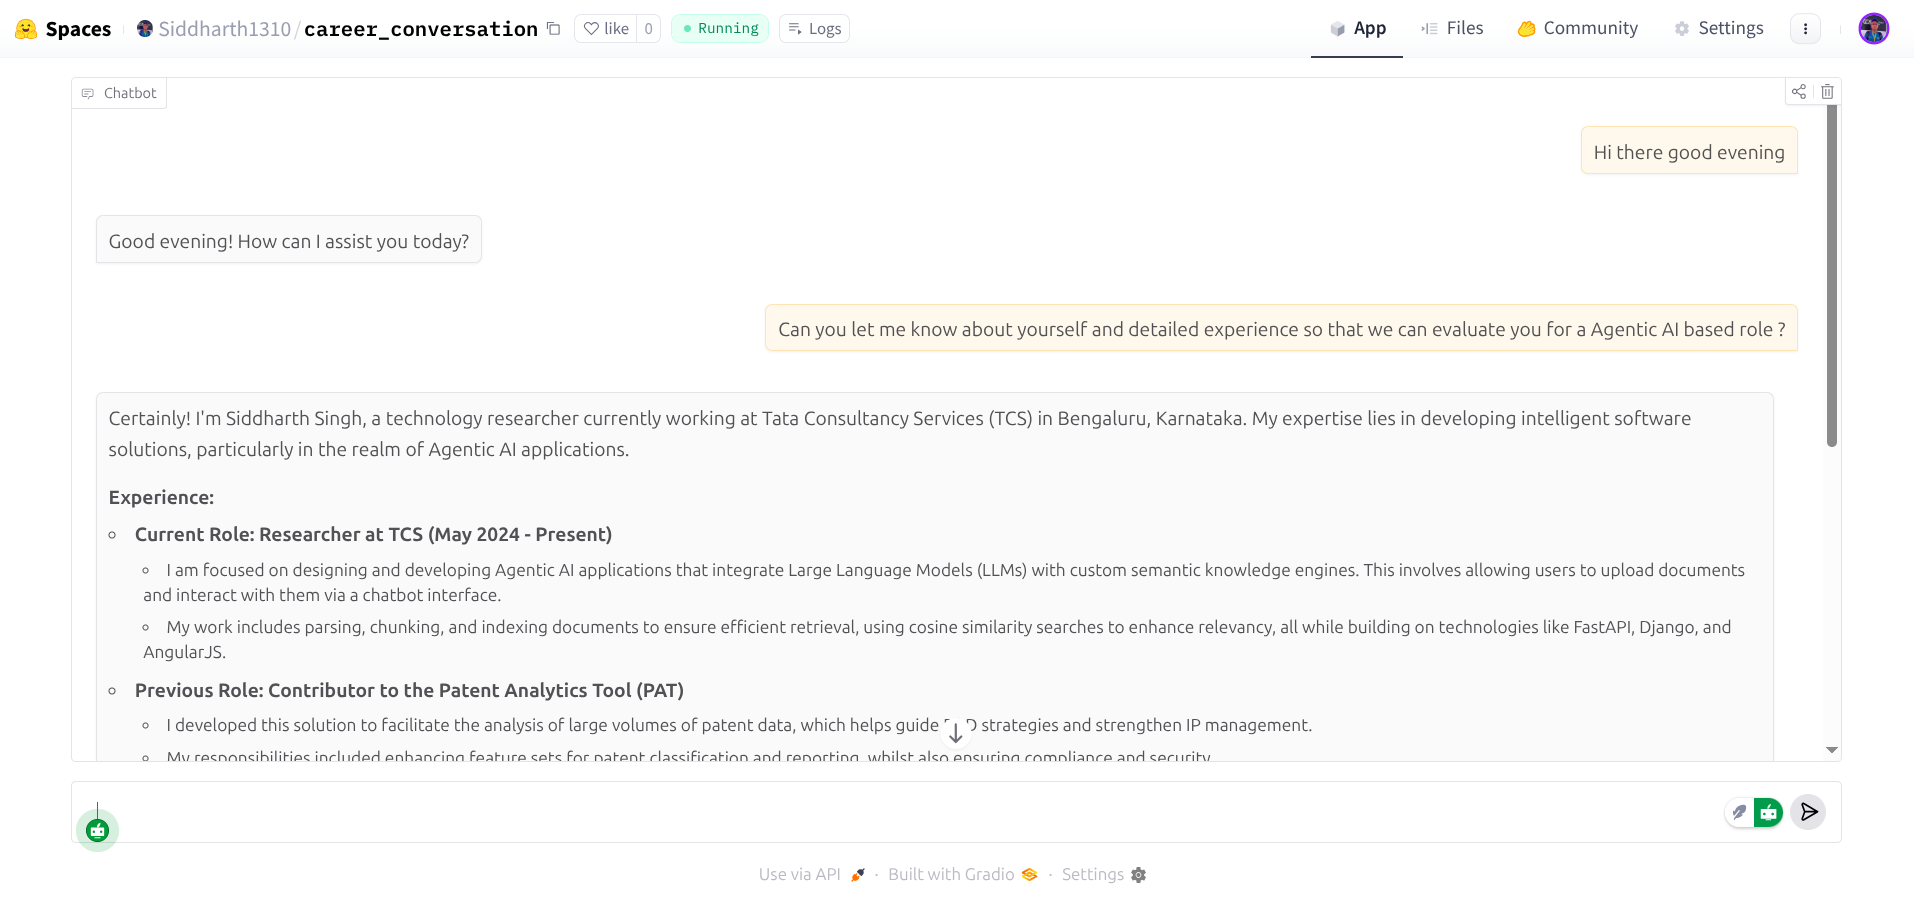 Spaces Siddharth1310/career_conversation like 0 Running Logs App Files Community Settings
Chatbot
Hi there good evening
Good evening! How can I assist you today?
Can you let me know about yourself and detailed experience so that we can evaluate you for a Agentic AI based role ?
Certainly! I'm Siddharth Singh, a technology researcher currently working at Tata Consultancy Services (TCS) in Bengaluru, Karnataka. My expertise lies in developing intelligent software
solutions, particularly in the realm of Agentic AI applications.
Experience:
Current Role: Researcher at TCS (May 2024 - Present)
I am focused on designing and developing Agentic AI applications that integrate Large Language Models (LLMs) with custom semantic knowledge engines. This involves allowing users to upload documents
and interact with them via a chatbot interface.
My work includes parsing, chunking, and indexing documents to ensure efficient retrieval, using cosine similarity searches to enhance relevancy, all while building on technologies like FastAPI, Django, and
AngularJS.
Previous Role: Contributor to the Patent Analytics Tool (PAT)
I developed this solution to facilitate the analysis of large volumes of patent data, which helps guide strategies and strengthen IP management.
My responsibilities included enhancing feature sets for patent classification and reporting, whilst also ensuring compliance and security.
Use via API · Built with Gradio · Settings